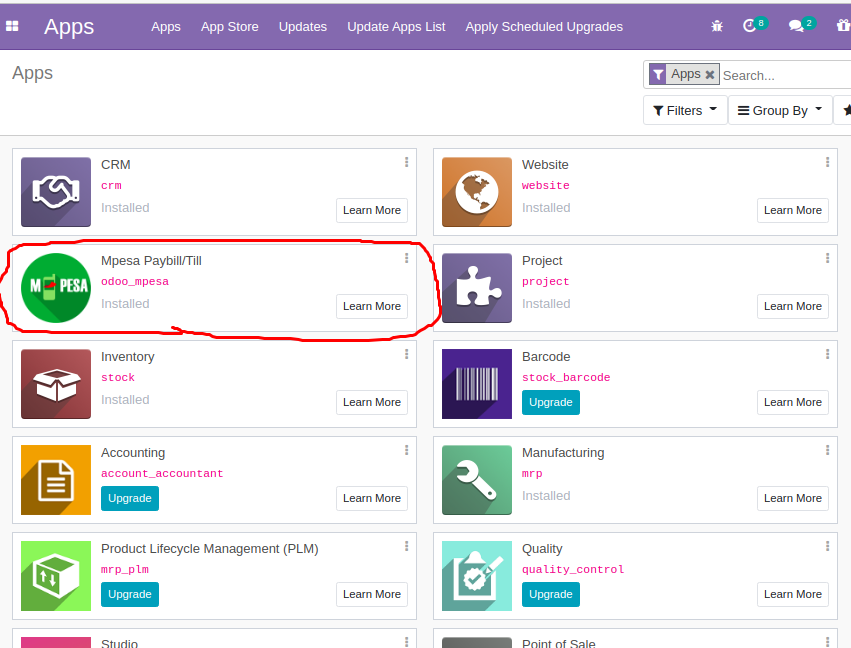 Apps Apps App Store Updates Update Apps List Apply Scheduled Upgrades 8 2
Apps
Apps Search...
Filters Group By
CRM
crm
Installed
Learn More
Website
website
Installed
Learn More
M PESA
Mpesa Paybill/Till
odoo_mpesa
Installed
Learn More
Project
project
Installed
Learn More
Inventory
stock
Installed
Learn More
Barcode
stock_barcode
Upgrade
Learn More
Accounting
account_accountant
Upgrade
Learn More
Manufacturing
mrp
Installed
Learn More
Product Lifecycle Management (PLM)
mrp_plm
Upgrade
Learn More
Quality
quality_control
Upgrade
Learn More
Studio
Point of Sale